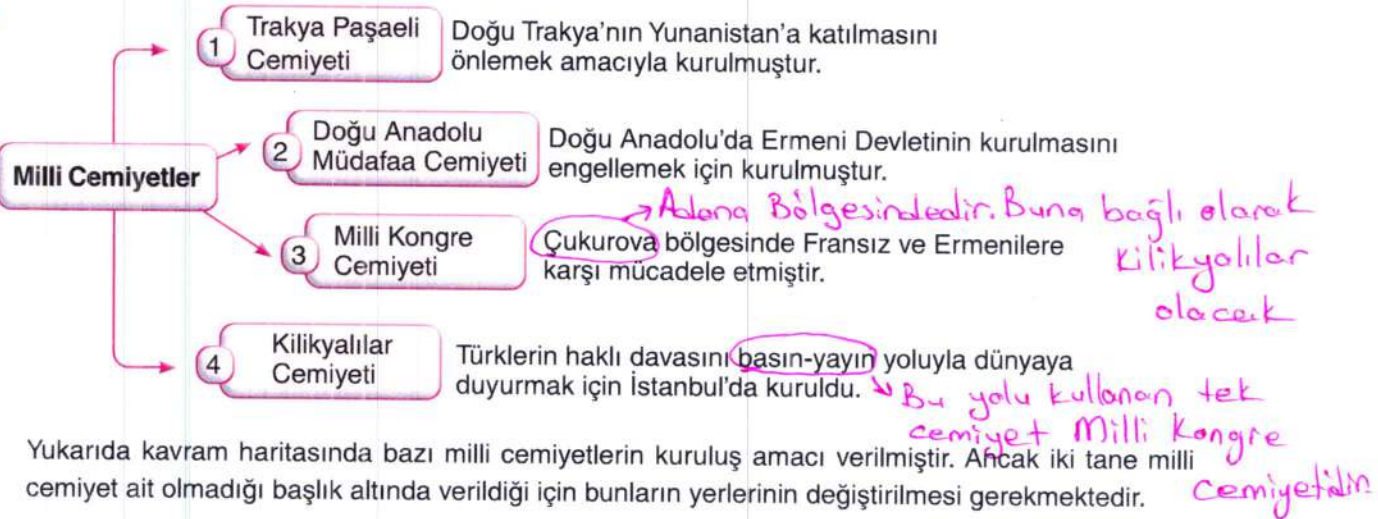 1 Trakya Paşaeli
Cemiyeti
Doğu Trakya'nın Yunanistan'a katılmasını
önlemek amacıyla kurulmuştur.
Milli Cemiyetler
2 Doğu Anadolu
Müdafaa Cemiyeti
Doğu Anadolu'da Ermeni Devletinin kurulmasını
engellemek için kurulmuştur.
Adana Bölgesindedir. Buna bağlı olarak
Kilikyalılar
olacak
3 Milli Kongre
Cemiyeti
Çukurova bölgesinde Fransız ve Ermenilere
karşı mücadele etmiştir.
4 Kilikyalılar
Cemiyeti
Türklerin haklı davasını basın-yayın yoluyla dünyaya
duyurmak için İstanbul'da kuruldu.
Bu yolu kullanan tek
cemiyet Milli Kongre
Cemiyetidir
Yukarıda kavram haritasında bazı milli cemiyetlerin kuruluş amacı verilmiştir. Ancak iki tane milli
cemiyet ait olmadığı başlık altında verildiği için bunların yerlerinin değiştirilmesi gerekmektedir.